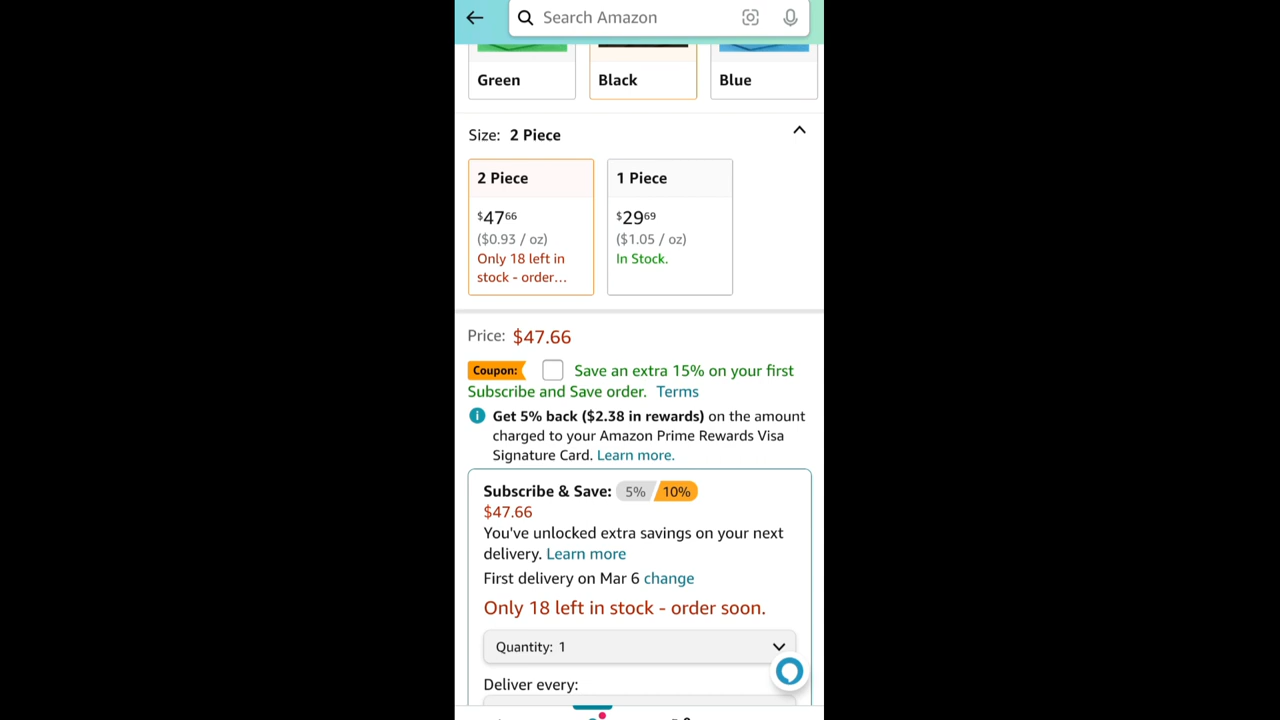 Search Amazon
Green
Black
Blue
Size: 2 Piece
2 Piece
1 Piece
$4766
$2969
($0.93 / oz)
($1.05 / oz)
Only 18 left in
In Stock.
stock - order…
Price: $47.66
Coupon: Save an extra 15% on your first
Subscribe and Save order. Terms
Get 5% back ($2.38 in rewards) on the amount
charged to your Amazon Prime Rewards Visa
Signature Card. Learn more.
Subscribe & Save: 5% 10%
$47.66
You've unlocked extra savings on your next
delivery. Learn more
First delivery on Mar 6 change
Only 18 left in stock - order soon.
Quantity: 1
Deliver every: